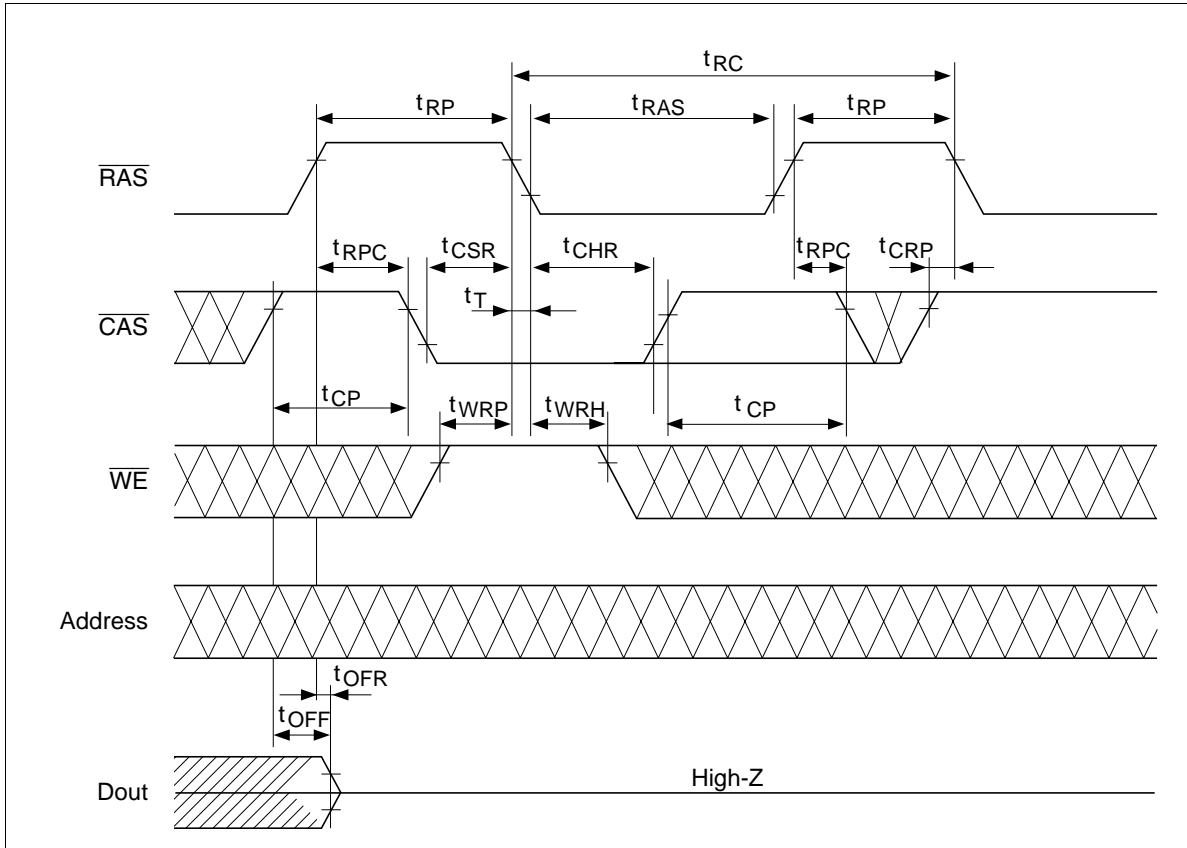 tRC
tRP
tRAS
tRP
RAS
tRPC
tCSR
tCHR
tRPC
tCRP
tT
CAS
tCP
tWRP
tWRH
tCP
WE
Address
tOFR
tOFF
Dout
High-Z